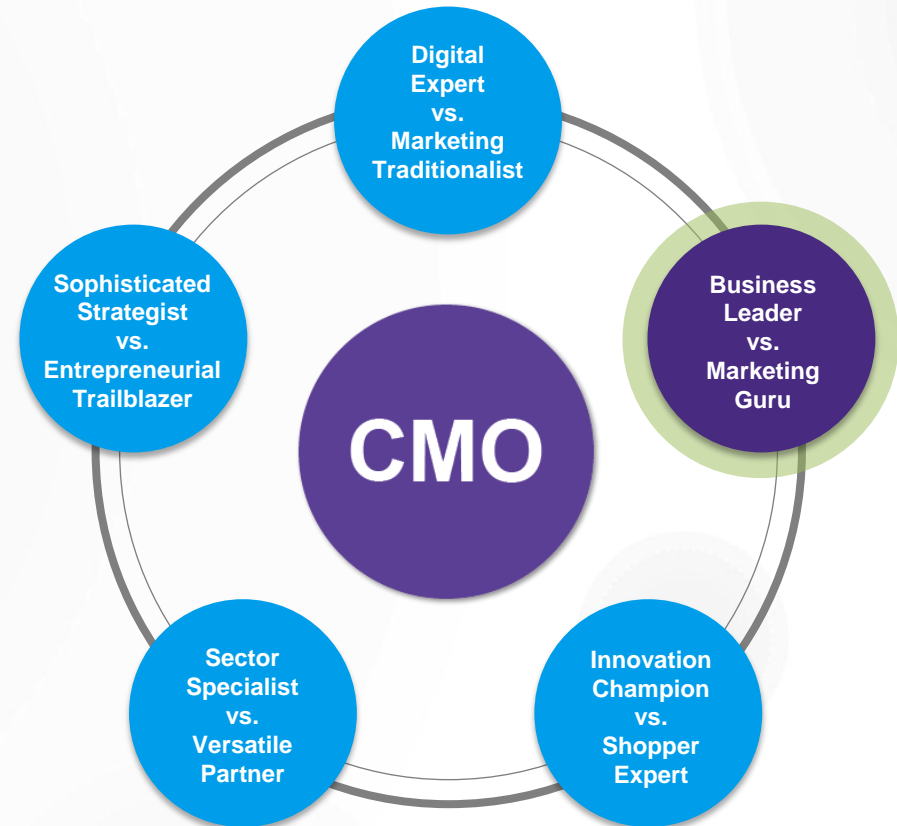 Digital
Expert
vs.
Marketing
Traditionalist
Business
Leader
vs.
Marketing
Guru
Innovation
Champion
vs.
Shopper
Expert
Sector
Specialist
vs.
Versatile
Partner
Sophisticated
Strategist
vs.
Entrepreneurial
Trailblazer
CMO